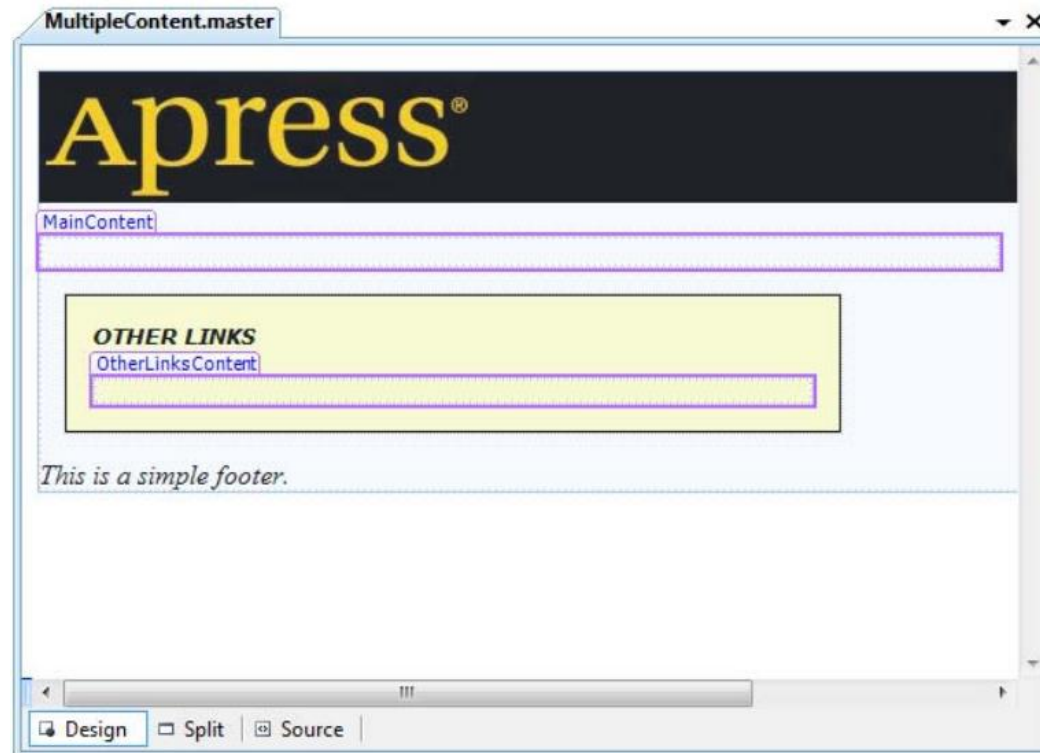 MultipleContent.master
Apress®
MainContent
OTHER LINKS
OtherLinksContent
This is a simple footer.
Design Split Source